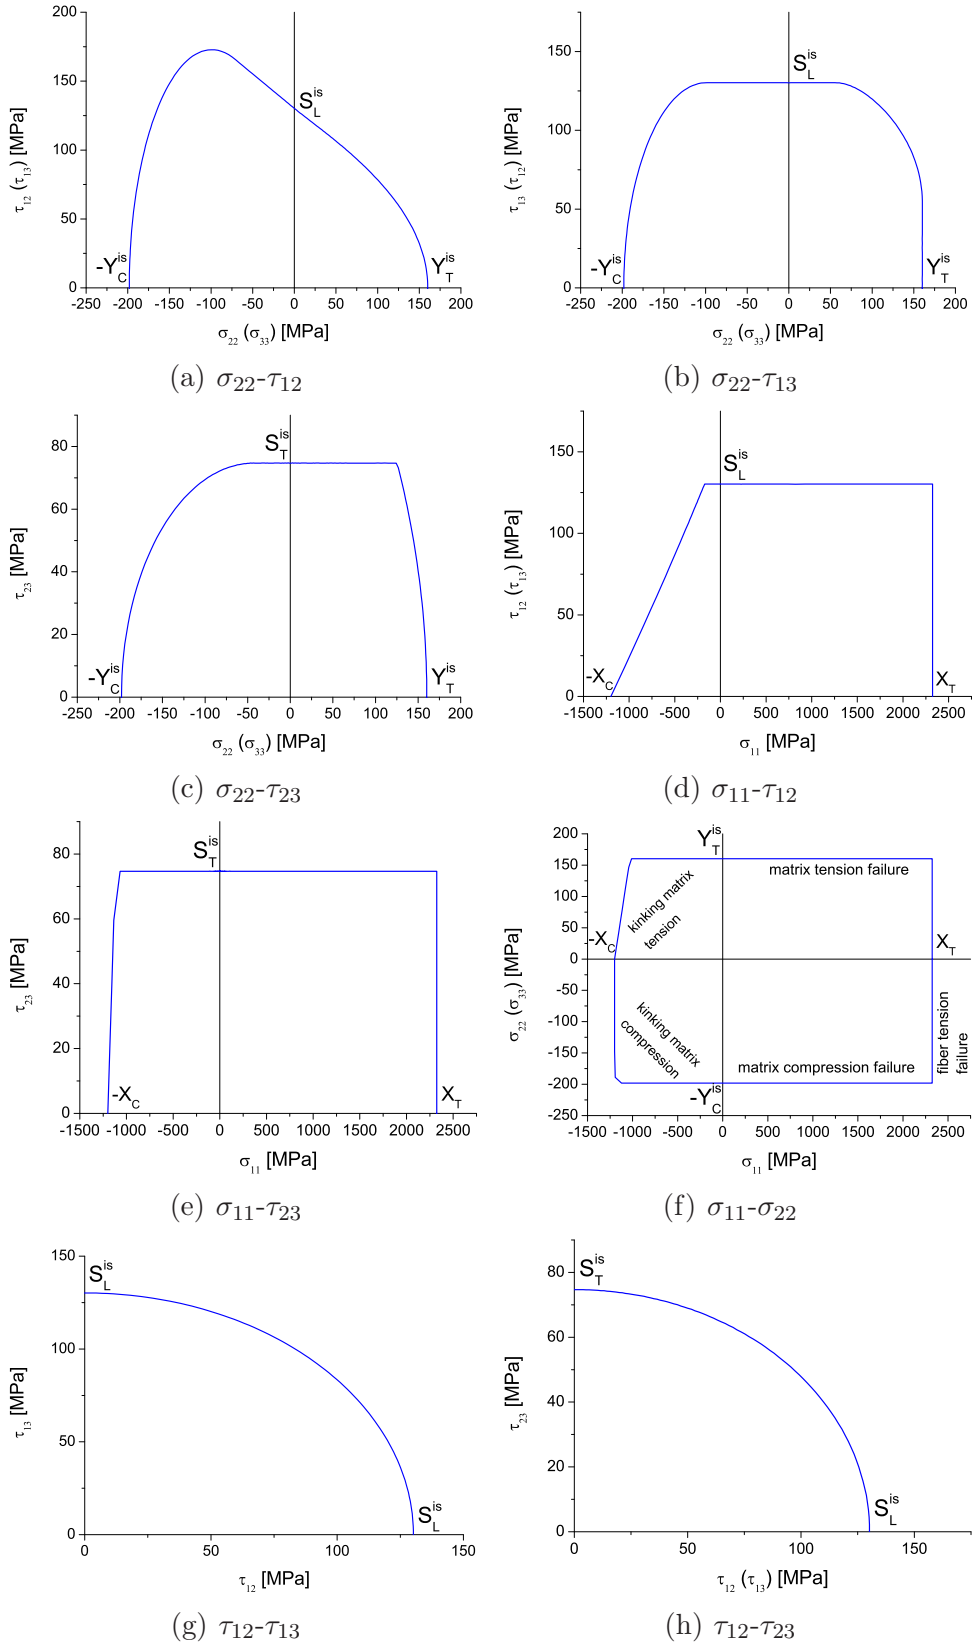 200
150
100
50
0
τ₁₂ (τ₁₃) [MPa]
S_L^is
-Y_C^is
Y_T^is
-250 -200 -150 -100 -50 0 50 100 150 200
σ₂₂ (σ₃₃) [MPa]
(a) σ₂₂-τ₁₂
150
100
50
0
τ₁₃ (τ₁₂) [MPa]
S_L^is
-Y_C^is
Y_T^is
-250 -200 -150 -100 -50 0 50 100 150 200
σ₂₂ (σ₃₃) [MPa]
(b) σ₂₂-τ₁₃
80
60
40
20
0
τ₂₃ [MPa]
S_T^is
-Y_C^is
Y_T^is
-250 -200 -150 -100 -50 0 50 100 150 200
σ₂₂ (σ₃₃) [MPa]
(c) σ₂₂-τ₂₃
150
100
50
0
τ₁₂ (τ₁₃) [MPa]
S_L^is
-X_C
X_T
-1500 -1000 -500 0 500 1000 1500 2000 2500
σ₁₁ [MPa]
(d) σ₁₁-τ₁₂
80
60
40
20
0
τ₂₃ [MPa]
S_T^is
-X_C
X_T
-1500 -1000 -500 0 500 1000 1500 2000 2500
σ₁₁ [MPa]
(e) σ₁₁-τ₂₃
200
150
100
50
0
-50
-100
-150
-200
-250
σ₂₂ (σ₃₃) [MPa]
Y_T^is
matrix tension failure
kinking matrix
tension
-X_C
X_T
kinking matrix
compression
matrix compression failure
fiber tension
failure
-Y_C^is
-1500 -1000 -500 0 500 1000 1500 2000 2500
σ₁₁ [MPa]
(f) σ₁₁-σ₂₂
150
100
50
0
τ₁₃ [MPa]
S_L^is
S_L^is
0 50 100 150
τ₁₂ [MPa]
(g) τ₁₂-τ₁₃
80
60
40
20
0
τ₂₃ [MPa]
S_T^is
S_L^is
0 50 100 150
τ₁₂ (τ₁₃) [MPa]
(h) τ₁₂-τ₂₃